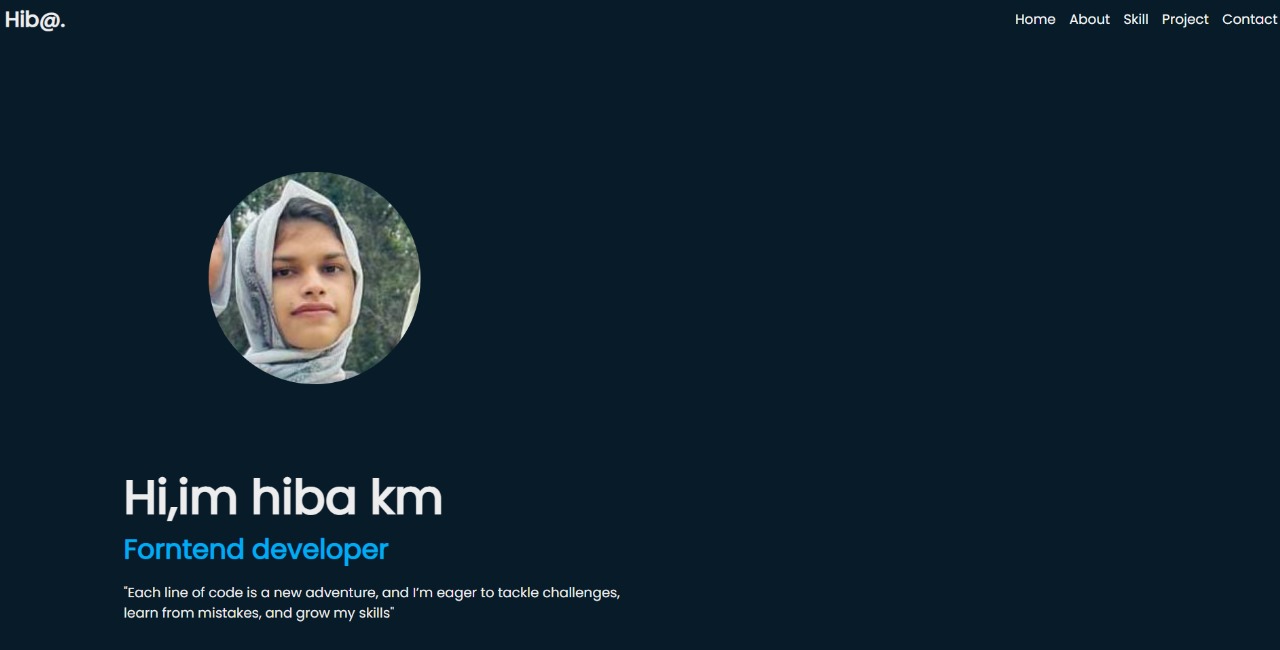 Hib@.
Home About Skill Project Contact
Hi,im hiba km
Forntend developer
"Each line of code is a new adventure, and I’m eager to tackle challenges,
learn from mistakes, and grow my skills"